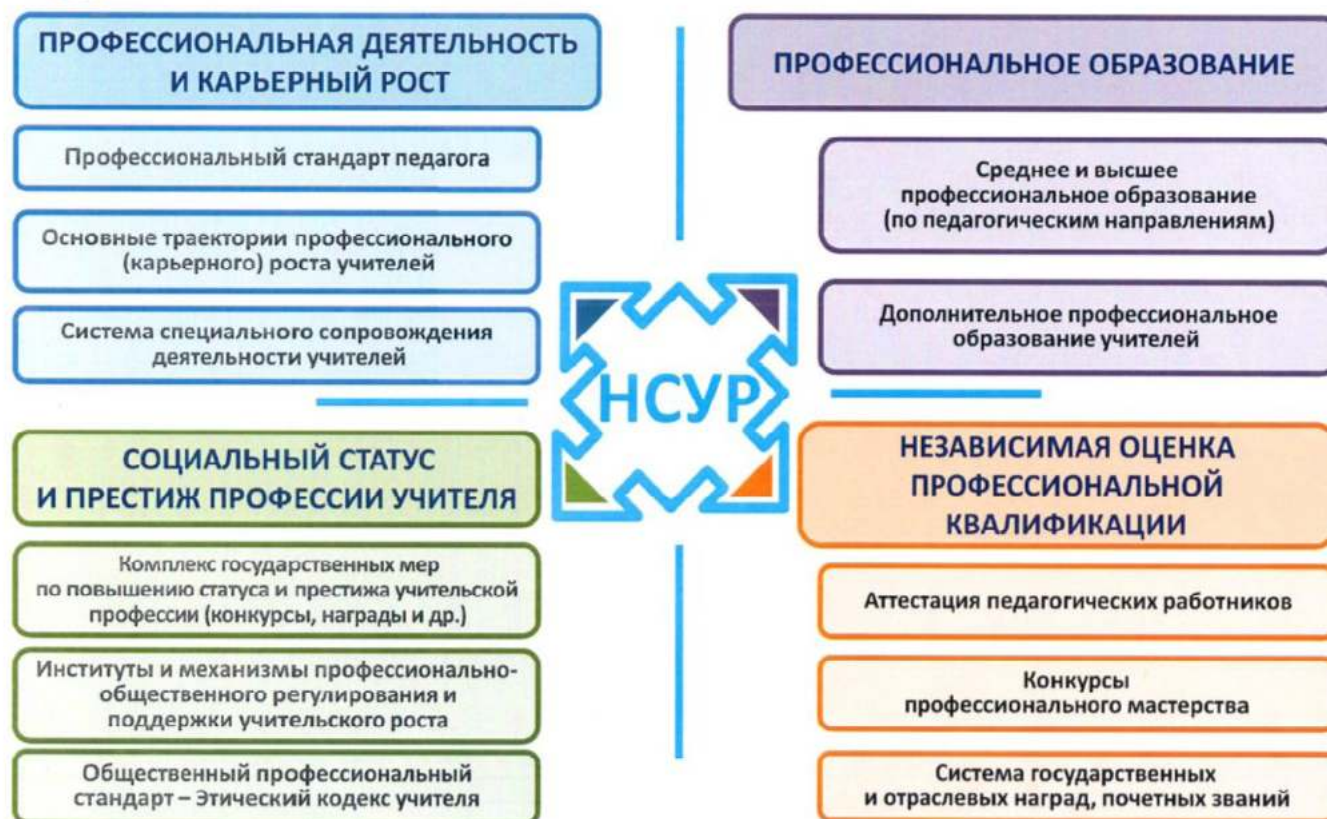 ПРОФЕССИОНАЛЬНАЯ ДЕЯТЕЛЬНОСТЬ
И КАРЬЕРНЫЙ РОСТ
Профессиональный стандарт педагога
Основные траектории профессионального
(карьерного) роста учителей
Система специального сопровождения
деятельности учителей
ПРОФЕССИОНАЛЬНОЕ ОБРАЗОВАНИЕ
Среднее и высшее
профессиональное образование
(по педагогическим направлениям)
Дополнительное профессиональное
образование учителей
НСУР
СОЦИАЛЬНЫЙ СТАТУС
И ПРЕСТИЖ ПРОФЕССИИ УЧИТЕЛЯ
Комплекс государственных мер
по повышению статуса и престижа учительской
профессии (конкурсы, награды и др.)
Институты и механизмы профессионально-
общественного регулирования и
поддержки учительского роста
Общественный профессиональный
стандарт – Этический кодекс учителя
НЕЗАВИСИМАЯ ОЦЕНКА
ПРОФЕССИОНАЛЬНОЙ
КВАЛИФИКАЦИИ
Аттестация педагогических работников
Конкурсы
профессионального мастерства
Система государственных
и отраслевых наград, почетных званий